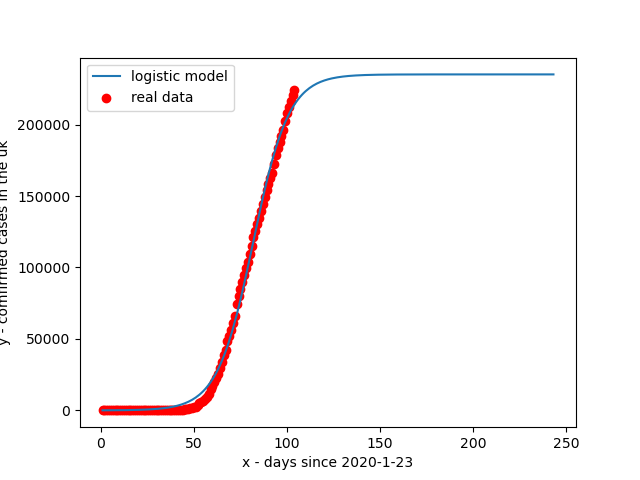 logistic model
real data
200000
150000
100000
50000
0
y - comfirmed cases in the uk
0 50 100 150 200 250
x - days since 2020-1-23